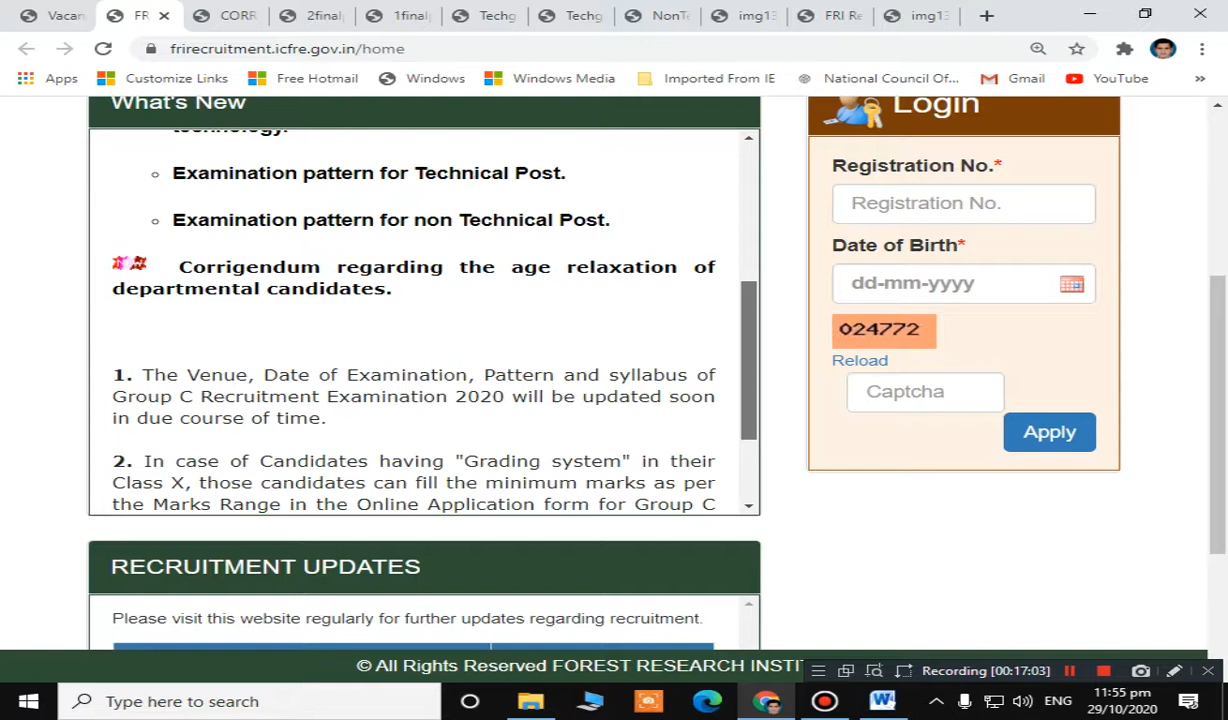 Vacan
FR
CORR
2final
1final
Techg
Techg
NonTe
img13
FRI Re
img13
frirecruitment.icfre.gov.in/home
Apps
Customize Links
Free Hotmail
Windows
Windows Media
Imported From IE
National Council Of...
Gmail
YouTube
»
What's New
technology.
Examination pattern for Technical Post.
Examination pattern for non Technical Post.
Corrigendum regarding the age relaxation of
departmental candidates.
1. The Venue, Date of Examination, Pattern and syllabus of
Group C Recruitment Examination 2020 will be updated soon
in due course of time.
2. In case of Candidates having "Grading system" in their
Class X, those candidates can fill the minimum marks as per
the Marks Range in the Online Application form for Group C
Login
Registration No.*
Registration No.
Date of Birth*
dd-mm-yyyy
024772
Reload
Captcha
Apply
RECRUITMENT UPDATES
Please visit this website regularly for further updates regarding recruitment.
© All Rights Reserved FOREST RESEARCH INSTI
Recording [00:17:03]
Type here to search
ENG
11:55 pm
29/10/2020